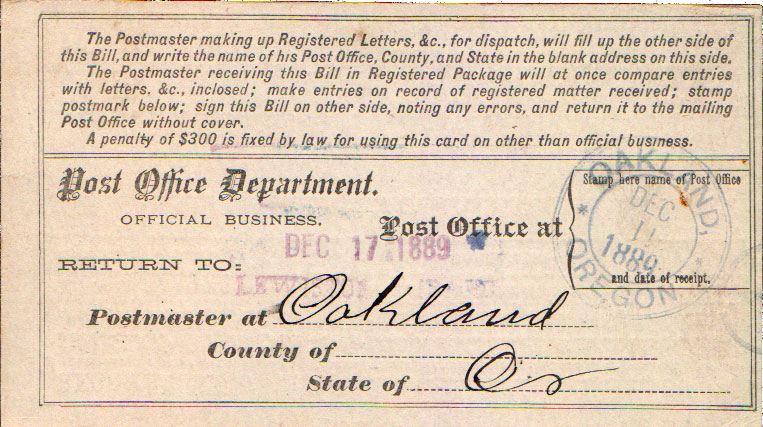 The Postmaster making up Registered Letters, &c., for dispatch, will fill up the other side of
this Bill, and write the name of his Post Office, County, and State in the blank address on this side.
The Postmaster receiving this Bill in Registered Package will at once compare entries
with letters, &c., inclosed; make entries on record of registered matter received; stamp
postmark below; sign this Bill on other side, noting any errors, and return it to the mailing
Post Office without cover.
A penalty of $300 is fixed by law for using this card on other than official business.
Post Office Department.
OFFICIAL BUSINESS.
Post Office at
Stamp here name of Post Office
and date of receipt.
OAKLAND,
DEC
11
1889
OREGON.
DEC 17 1889
RETURN TO:
Postmaster at Oakland
County of
State of Or